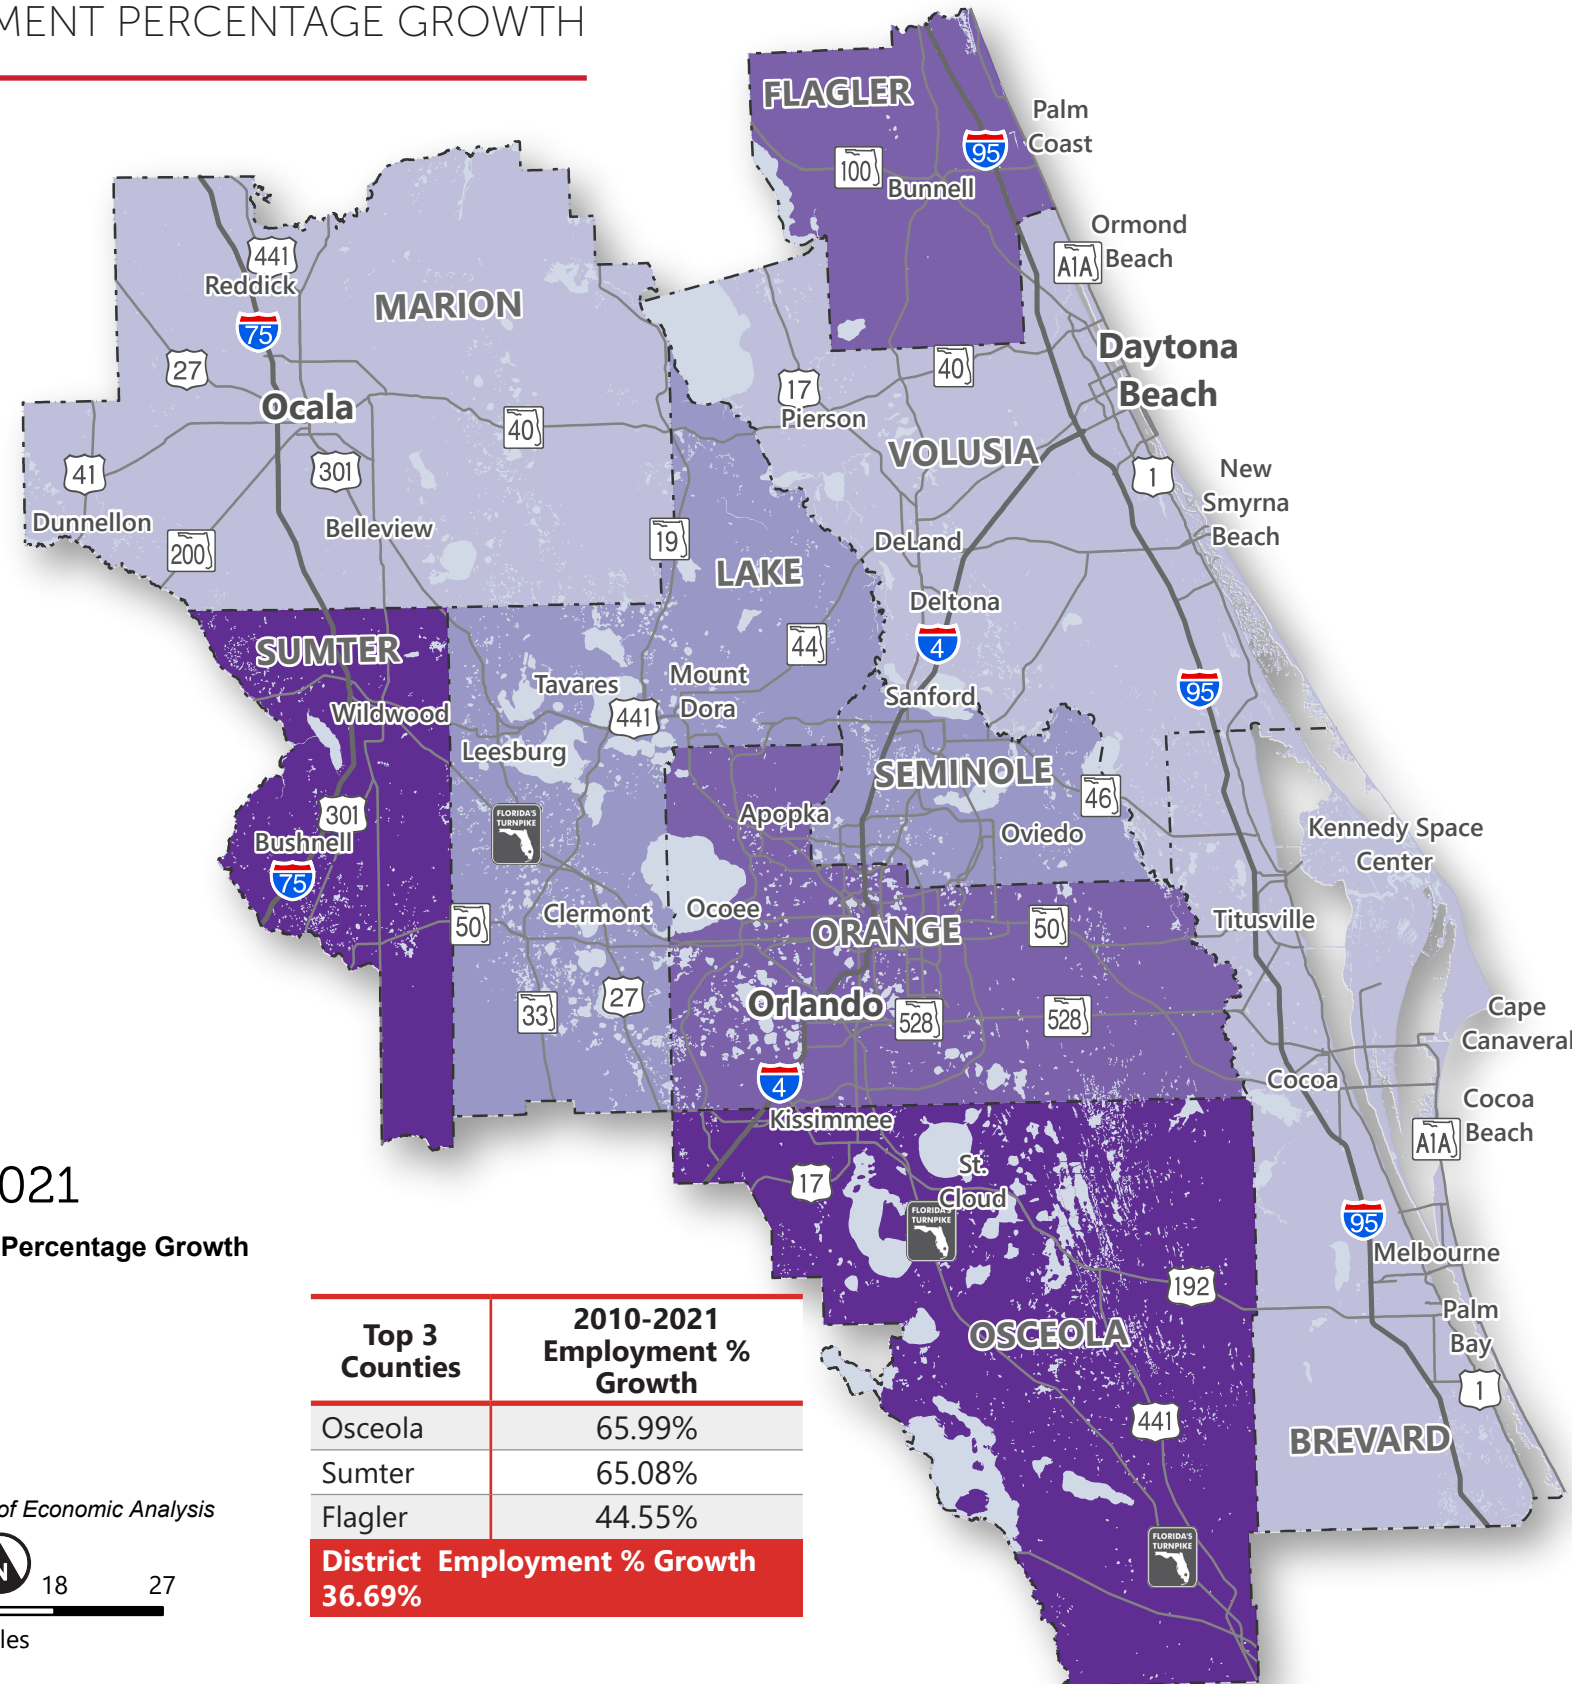 MENT PERCENTAGE GROWTH
FLAGLER
Palm
Coast
95
100
Bunnell
Ormond
Beach
A1A
441
Reddick
MARION
75
27
Ocala
40
Daytona
Beach
40
17
Pierson
VOLUSIA
41
301
1
New
Smyrna
Beach
Dunnellon
Belleview
200
19
DeLand
LAKE
Deltona
SUMTER
44
4
Mount
Dora
Tavares
Sanford
95
Wildwood
441
Leesburg
SEMINOLE
46
301
FLORIDA'S
TURNPIKE
Apopka
Oviedo
Kennedy Space
Center
Bushnell
75
50
Clermont
Ocoee
ORANGE
50
Titusville
33
27
Orlando
528
528
Cape
Canaveral
4
Cocoa
Kissimmee
Cocoa
Beach
A1A
17
St.
Cloud
FLORIDA'S
TURNPIKE
95
Melbourne
192
Palm
Bay
OSCEOLA
1
441
BREVARD
FLORIDA'S
TURNPIKE
021
Percentage Growth
Top 3
Counties
2010-2021
Employment %
Growth
Osceola 65.99%
Sumter 65.08%
Flagler 44.55%
District Employment % Growth
36.69%
of Economic Analysis
N
18 27
les